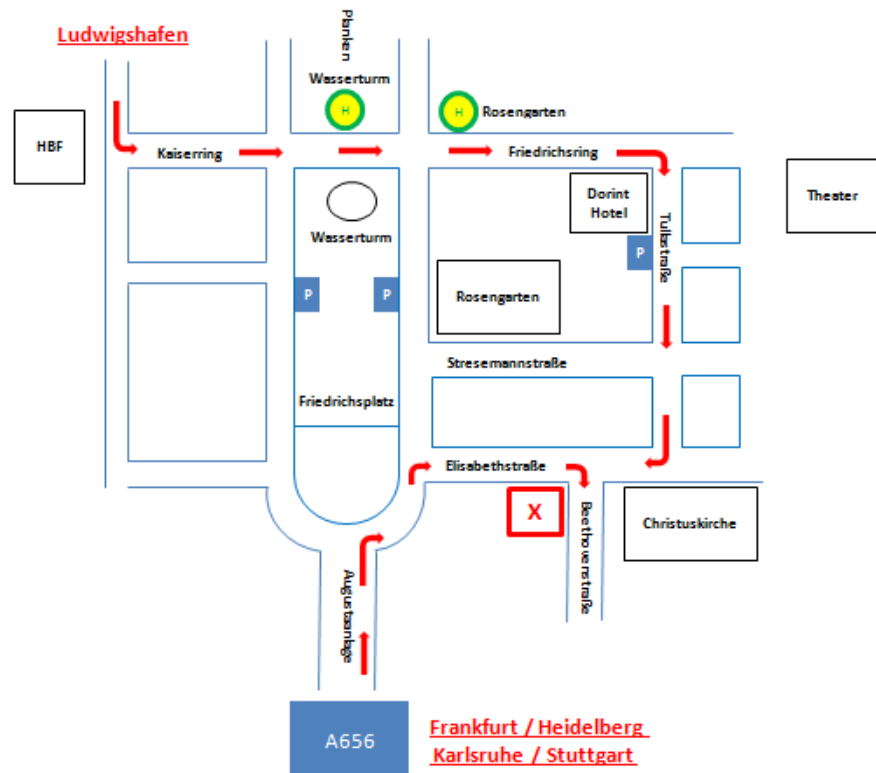 Ludwigshafen
Planken
Wasserturm
H
H
Rosengarten
HBF
Kaiserring
Friedrichsring
Dorint
Hotel
Theater
Tullastraße
Wasserturm
P
P
P
Rosengarten
Stresemannstraße
Friedrichsplatz
Elisabethstraße
X
Beethovenstraße
Christuskirche
Augustaanlage
A656
Frankfurt / Heidelberg
Karlsruhe / Stuttgart